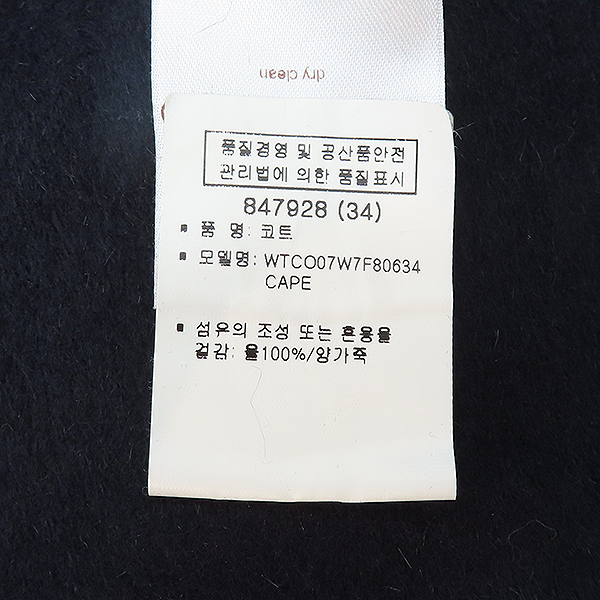 dry clean
품질경영 및 공산품안전
관리법에 의한 품질표시
847928 (34)
▪ 품 명: 코트
▪ 모델명: WTCO07W7F80634
CAPE
▪ 섬유의 조성 또는 혼용율
겉감: 울100%/양가죽